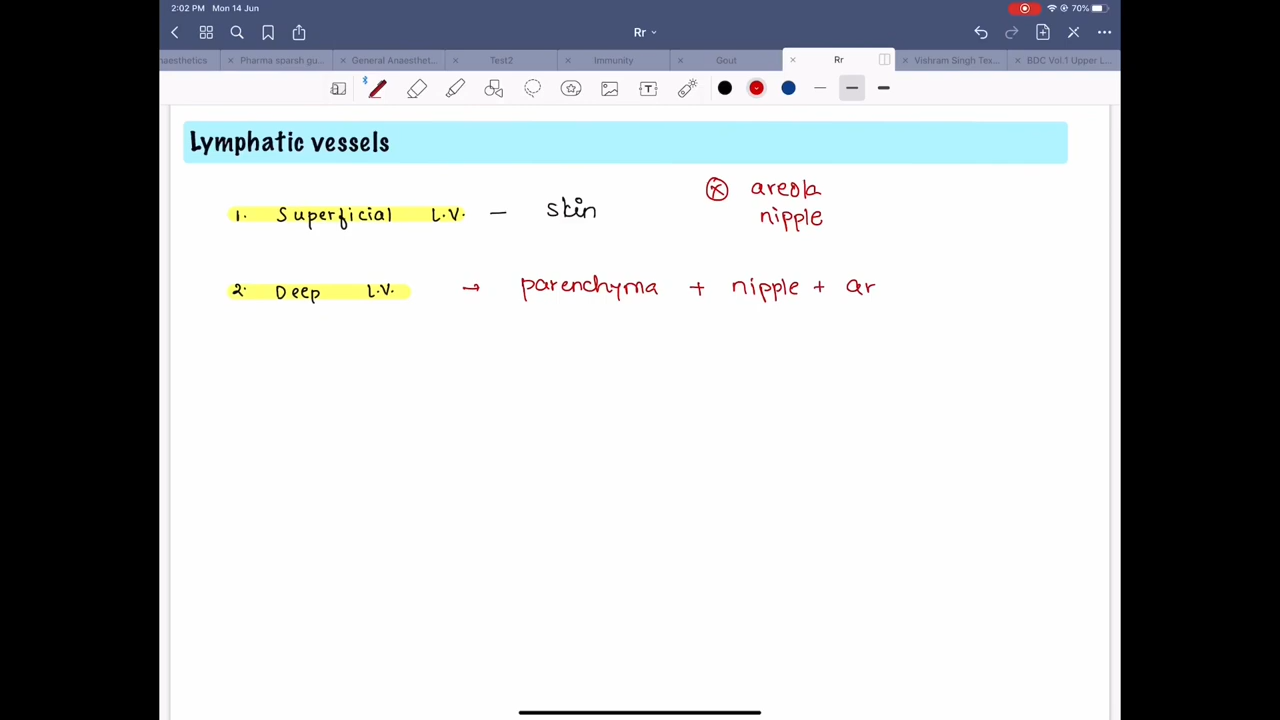 2:02 PM Mon 14 Jun
70%
Rr
naesthetics
Pharma sparsh gu...
General Anaesthet...
Test2
Immunity
Gout
Rr
Vishram Singh Tex...
BDC Vol.1 Upper L...
Lymphatic vessels
1. Superficial L.V. - skin
areola
nipple
2. Deep L.V. → parenchyma + nipple + ar